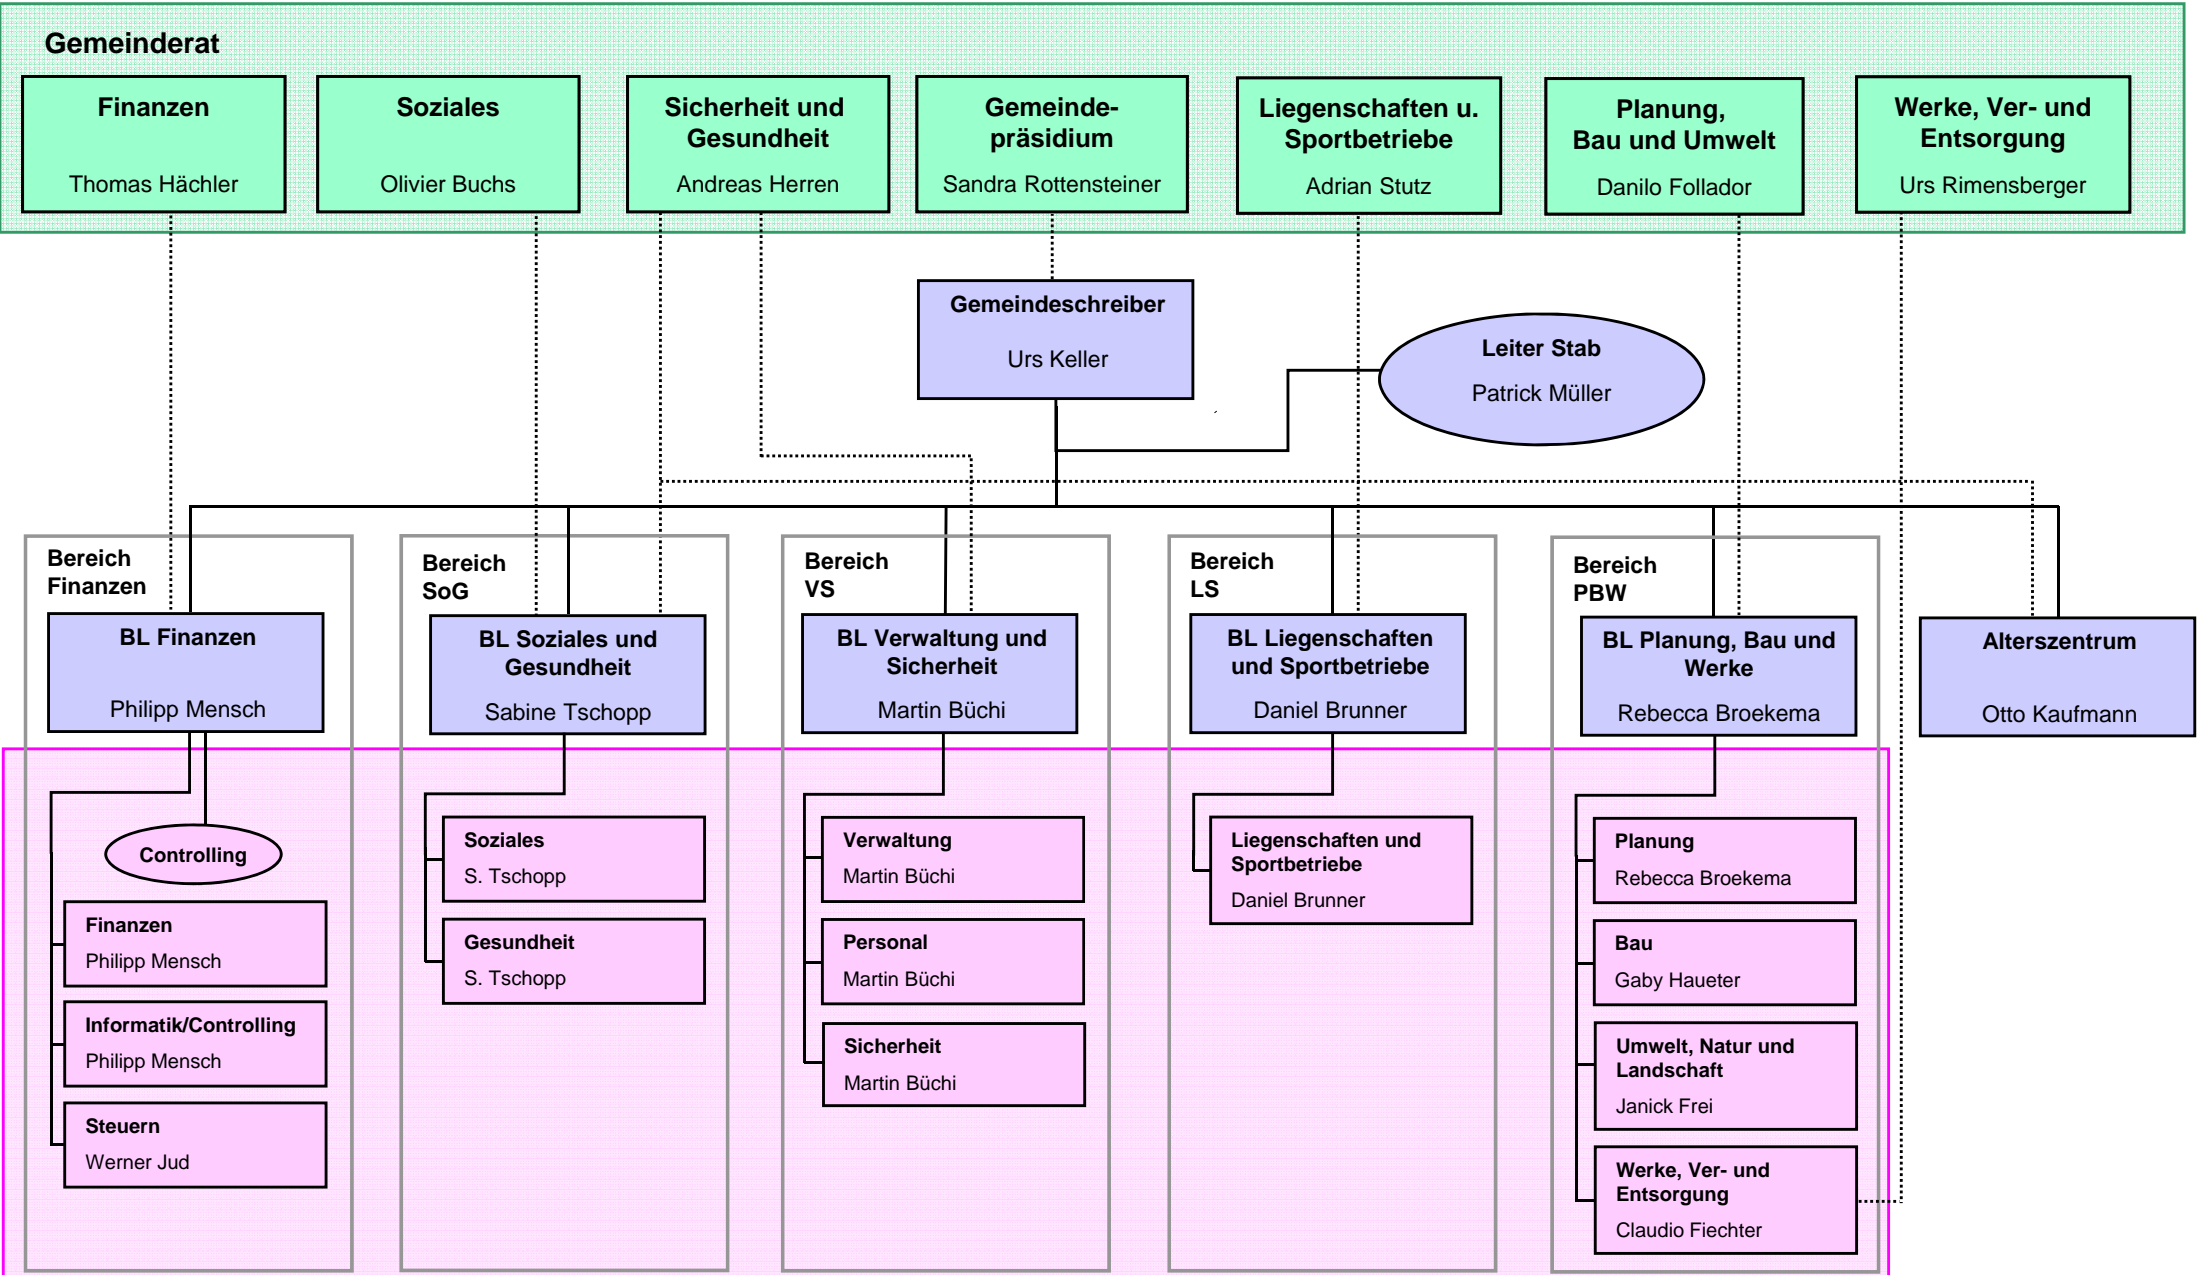 Gemeinderat
Finanzen
Thomas Hächler
Soziales
Olivier Buchs
Sicherheit und
Gesundheit
Andreas Herren
Gemeinde-
präsidium
Sandra Rottensteiner
Liegenschaften u.
Sportbetriebe
Adrian Stutz
Planung,
Bau und Umwelt
Danilo Follador
Werke, Ver- und
Entsorgung
Urs Rimensberger
Gemeindeschreiber
Urs Keller
Leiter Stab
Patrick Müller
Bereich
Finanzen
BL Finanzen
Philipp Mensch
Controlling
Finanzen
Philipp Mensch
Informatik/Controlling
Philipp Mensch
Steuern
Werner Jud
Bereich
SoG
BL Soziales und
Gesundheit
Sabine Tschopp
Soziales
S. Tschopp
Gesundheit
S. Tschopp
Bereich
VS
BL Verwaltung und
Sicherheit
Martin Büchi
Verwaltung
Martin Büchi
Personal
Martin Büchi
Sicherheit
Martin Büchi
Bereich
LS
BL Liegenschaften
und Sportbetriebe
Daniel Brunner
Liegenschaften und
Sportbetriebe
Daniel Brunner
Bereich
PBW
BL Planung, Bau und
Werke
Rebecca Broekema
Planung
Rebecca Broekema
Bau
Gaby Haueter
Umwelt, Natur und
Landschaft
Janick Frei
Werke, Ver- und
Entsorgung
Claudio Fiechter
Alterszentrum
Otto Kaufmann